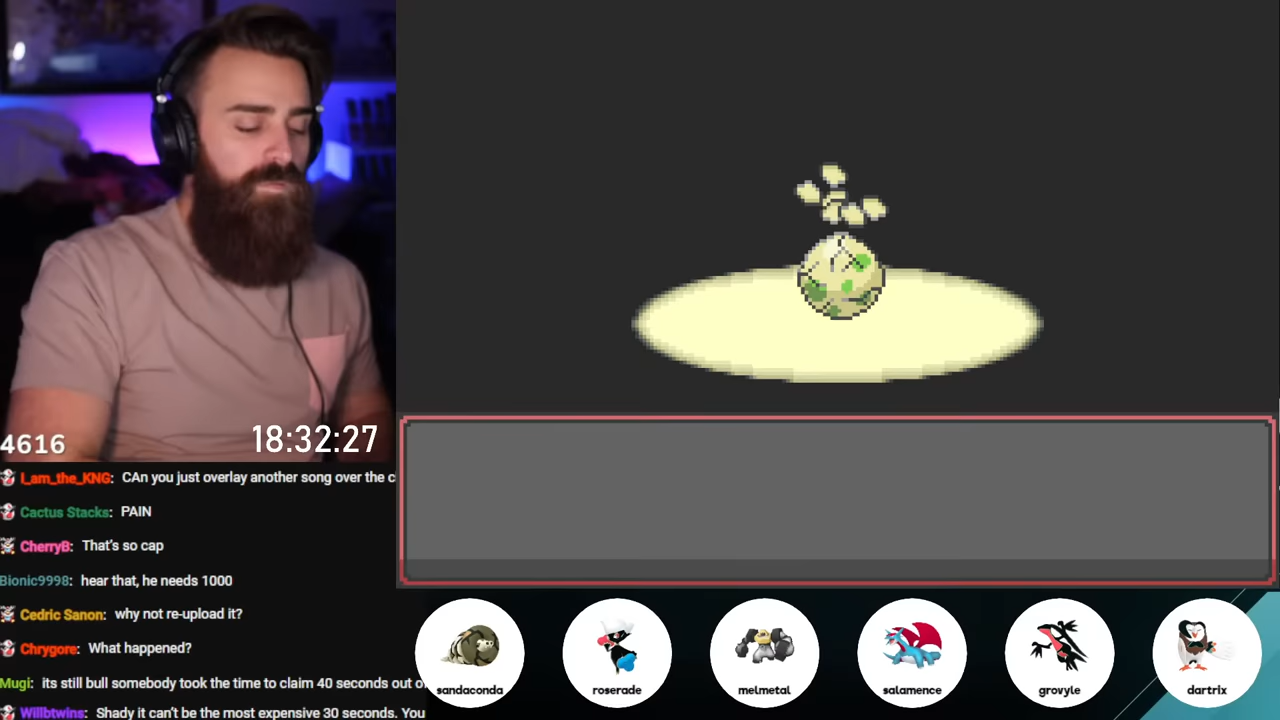 4616
18:32:27
I_am_the_KNG: CAn you just overlay another song over the c
Cactus Stacks: PAIN
CherryB: That's so cap
Bionic9998: hear that, he needs 1000
Cedric Sanon: why not re-upload it?
Chrygore: What happened?
Mugi: its still bull somebody took the time to claim 40 seconds out o
Willbtwins: Shady it can't be the most expensive 30 seconds. You
sandaconda
roserade
melmetal
salamence
grovyle
dartrix